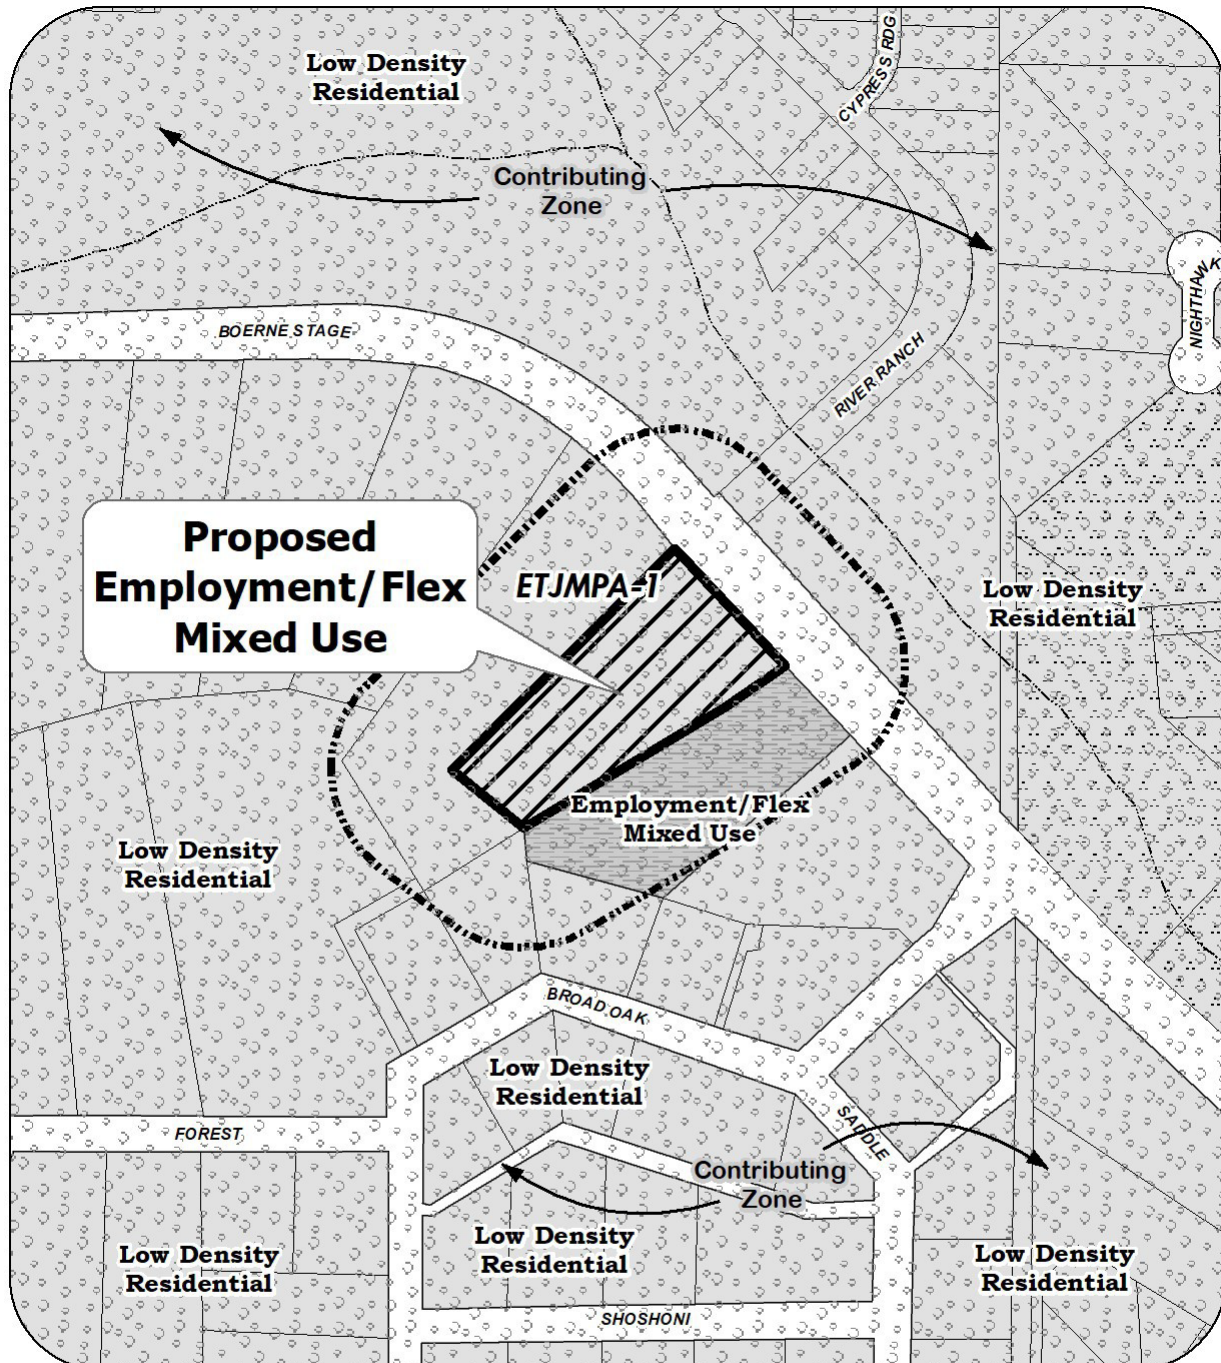 CYPRESS RDG
Low Density
Residential
Contributing
Zone
NIGHTHAWK
BOERNE STAGE
RIVER RANCH
Proposed
Employment/Flex
Mixed Use
ETJMPA-1
Low Density
Residential
Employment/Flex
Mixed Use
Low Density
Residential
BROAD OAK
Low Density
Residential
SADDLE
FOREST
Contributing
Zone
Low Density
Residential
Low Density
Residential
Low Density
Residential
SHOSHONI